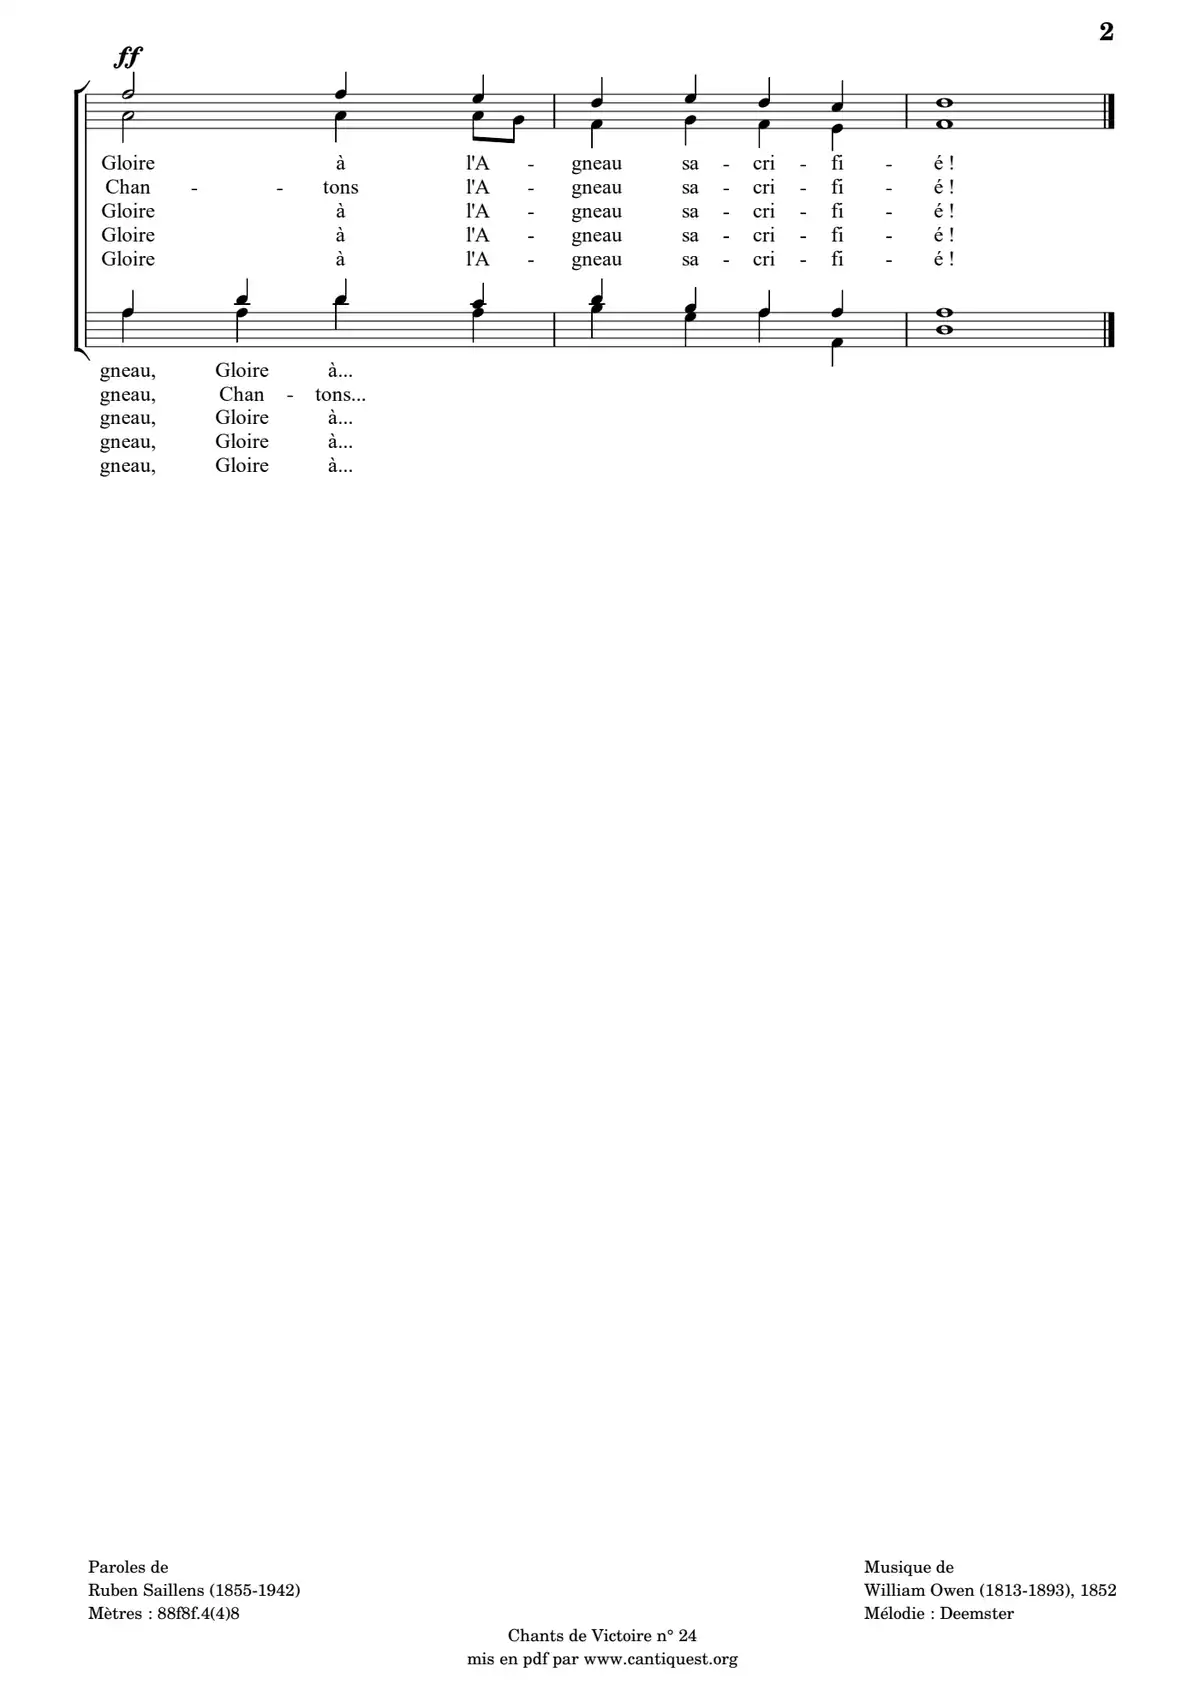 2
ff
Gloire à l'A - gneau sa - cri - fi - é !
Chan - - tons l'A - gneau sa - cri - fi - é !
Gloire à l'A - gneau sa - cri - fi - é !
Gloire à l'A - gneau sa - cri - fi - é !
Gloire à l'A - gneau sa - cri - fi - é !
gneau, Gloire à...
gneau, Chan - tons...
gneau, Gloire à...
gneau, Gloire à...
gneau, Gloire à...
Paroles de
Ruben Saillens (1855-1942)
Mètres : 88f8f.4(4)8
Musique de
William Owen (1813-1893), 1852
Mélodie : Deemster
Chants de Victoire n° 24
mis en pdf par www.cantiquest.org